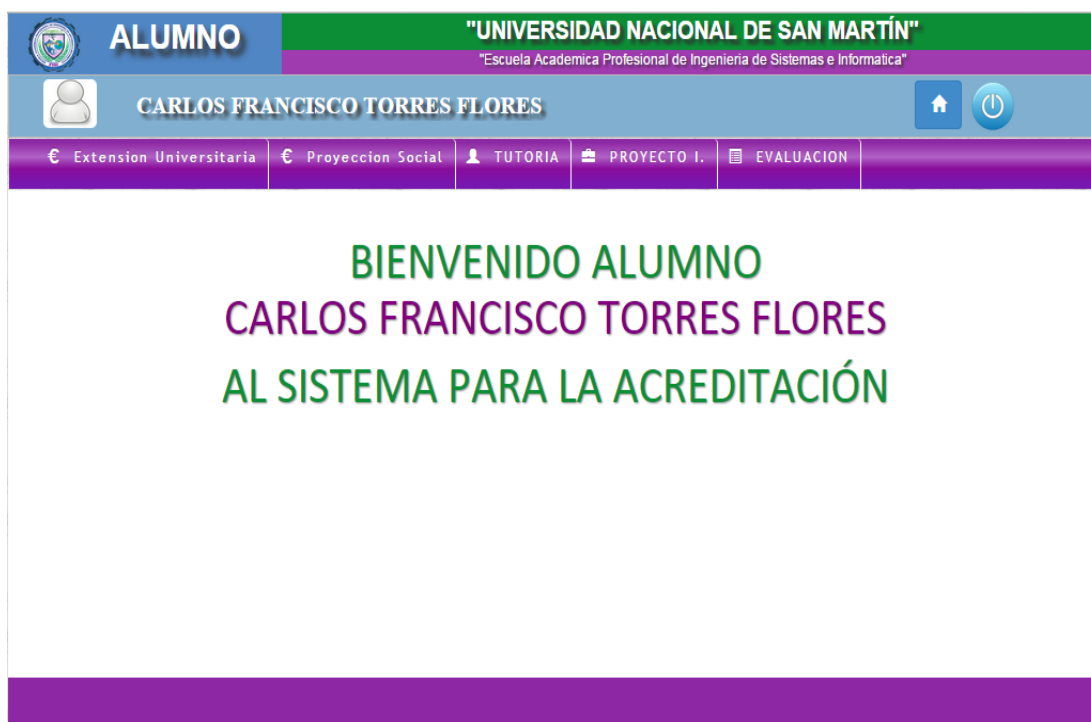 ALUMNO
"UNIVERSIDAD NACIONAL DE SAN MARTÍN"
"Escuela Academica Profesional de Ingenieria de Sistemas e Informatica"
CARLOS FRANCISCO TORRES FLORES
€ Extension Universitaria € Proyeccion Social TUTORIA PROYECTO I. EVALUACION
BIENVENIDO ALUMNO
CARLOS FRANCISCO TORRES FLORES
AL SISTEMA PARA LA ACREDITACIÓN